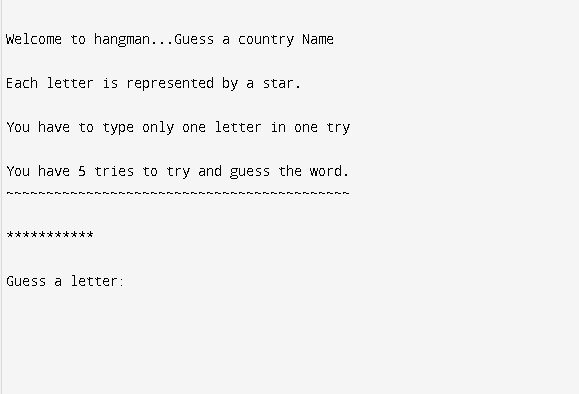 Welcome to hangman...Guess a country Name
Each letter is represented by a star.
You have to type only one letter in one try
You have 5 tries to try and guess the word.
~~~~~~~~~~~~~~~~~~~~~~~~~~~~~~~~~~~~~~~~~~~
***********
Guess a letter: